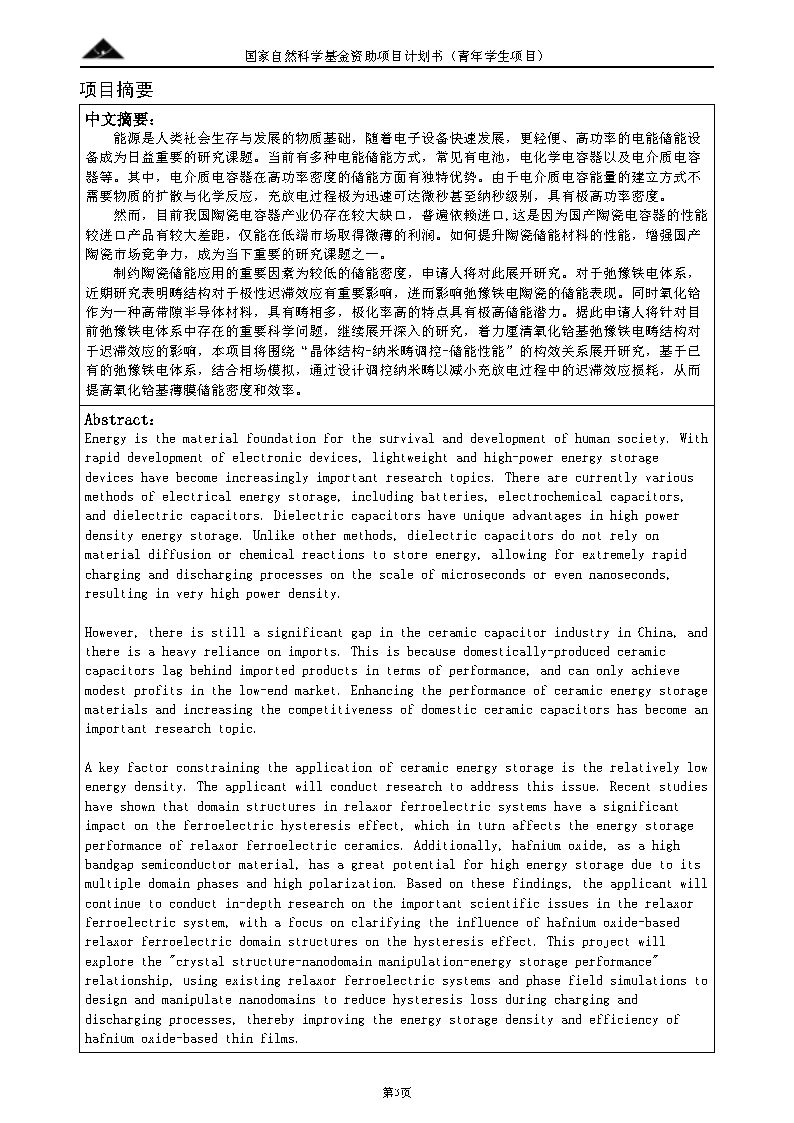 国家自然科学基金资助项目计划书（青年学生项目）
项目摘要
中文摘要：
能源是人类社会生存与发展的物质基础，随着电子设备快速发展，更轻便、高功率的电能储能设
备成为日益重要的研究课题。当前有多种电能储能方式，常见有电池，电化学电容器以及电介质电容
器等。其中，电介质电容器在高功率密度的储能方面有独特优势。由于电介质电容能量的建立方式不
需要物质的扩散与化学反应，充放电过程极为迅速可达微秒甚至纳秒级别，具有极高功率密度。
然而，目前我国陶瓷电容器产业仍存在较大缺口，普遍依赖进口,这是因为国产陶瓷电容器的性能
较进口产品有较大差距，仅能在低端市场取得微薄的利润。如何提升陶瓷储能材料的性能，增强国产
陶瓷市场竞争力，成为当下重要的研究课题之一。
制约陶瓷储能应用的重要因素为较低的储能密度，申请人将对此展开研究。对于弛豫铁电体系，
近期研究表明畴结构对于极性迟滞效应有重要影响，进而影响弛豫铁电陶瓷的储能表现。同时氧化铪
作为一种高带隙半导体材料，具有畴相多，极化率高的特点具有极高储能潜力。据此申请人将针对目
前弛豫铁电体系中存在的重要科学问题，继续展开深入的研究，着力厘清氧化铪基弛豫铁电畴结构对
于迟滞效应的影响，本项目将围绕“晶体结构-纳米畴调控-储能性能”的构效关系展开研究，基于已
有的弛豫铁电体系，结合相场模拟，通过设计调控纳米畴以减小充放电过程中的迟滞效应损耗，从而
提高氧化铪基薄膜储能密度和效率。
Abstract：
Energy is the material foundation for the survival and development of human society. With
rapid development of electronic devices, lightweight and high-power energy storage
devices have become increasingly important research topics. There are currently various
methods of electrical energy storage, including batteries, electrochemical capacitors,
and dielectric capacitors. Dielectric capacitors have unique advantages in high power
density energy storage. Unlike other methods, dielectric capacitors do not rely on
material diffusion or chemical reactions to store energy, allowing for extremely rapid
charging and discharging processes on the scale of microseconds or even nanoseconds,
resulting in very high power density.
However, there is still a significant gap in the ceramic capacitor industry in China, and
there is a heavy reliance on imports. This is because domestically-produced ceramic
capacitors lag behind imported products in terms of performance, and can only achieve
modest profits in the low-end market. Enhancing the performance of ceramic energy storage
materials and increasing the competitiveness of domestic ceramic capacitors has become an
important research topic.
A key factor constraining the application of ceramic energy storage is the relatively low
energy density. The applicant will conduct research to address this issue. Recent studies
have shown that domain structures in relaxor ferroelectric systems have a significant
impact on the ferroelectric hysteresis effect, which in turn affects the energy storage
performance of relaxor ferroelectric ceramics. Additionally, hafnium oxide, as a high
bandgap semiconductor material, has a great potential for high energy storage due to its
multiple domain phases and high polarization. Based on these findings, the applicant will
continue to conduct in-depth research on the important scientific issues in the relaxor
ferroelectric system, with a focus on clarifying the influence of hafnium oxide-based
relaxor ferroelectric domain structures on the hysteresis effect. This project will
explore the "crystal structure-nanodomain manipulation-energy storage performance"
relationship, using existing relaxor ferroelectric systems and phase field simulations to
design and manipulate nanodomains to reduce hysteresis loss during charging and
discharging processes, thereby improving the energy storage density and efficiency of
hafnium oxide-based thin films.
第3页